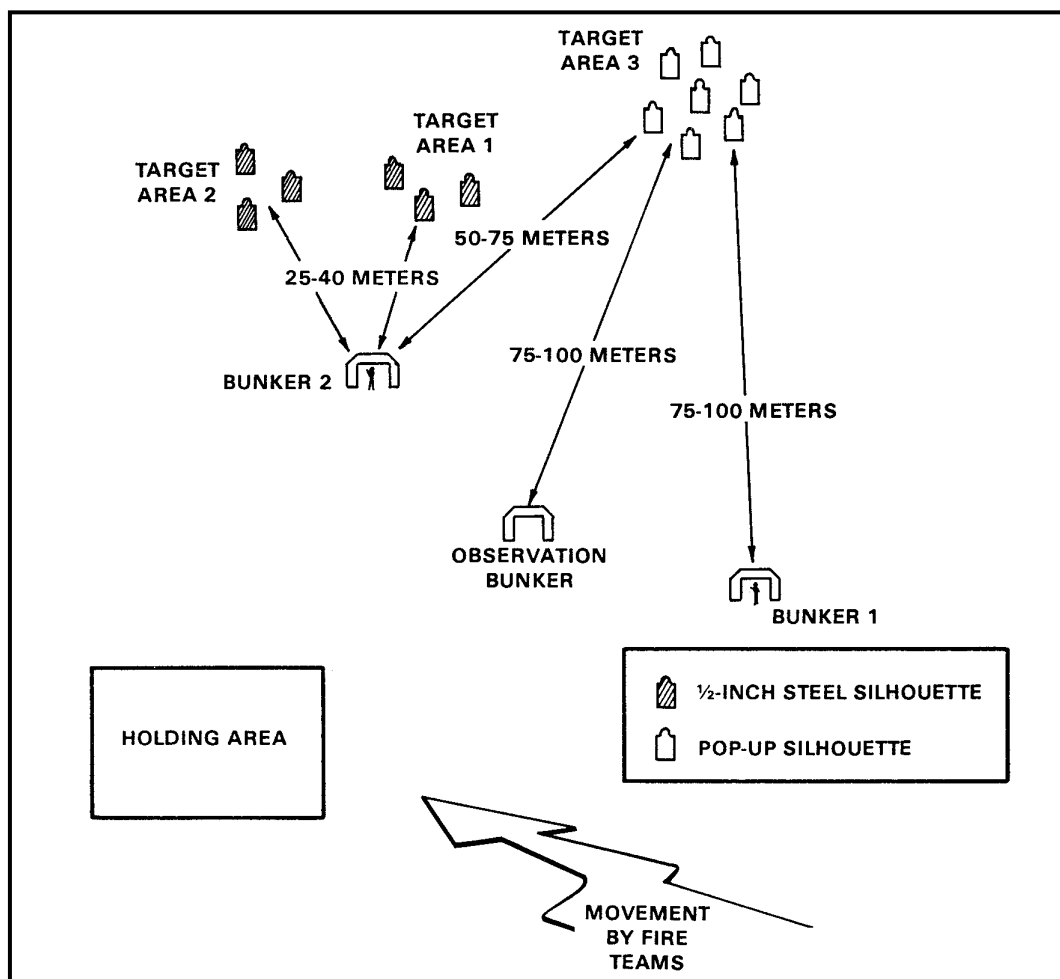 TARGET
AREA 3
TARGET
AREA 1
TARGET
AREA 2
50-75 METERS
25-40 METERS
75-100 METERS
BUNKER 2
75-100 METERS
OBSERVATION
BUNKER
BUNKER 1
½-INCH STEEL SILHOUETTE
HOLDING AREA
POP-UP SILHOUETTE
MOVEMENT
BY FIRE
TEAMS